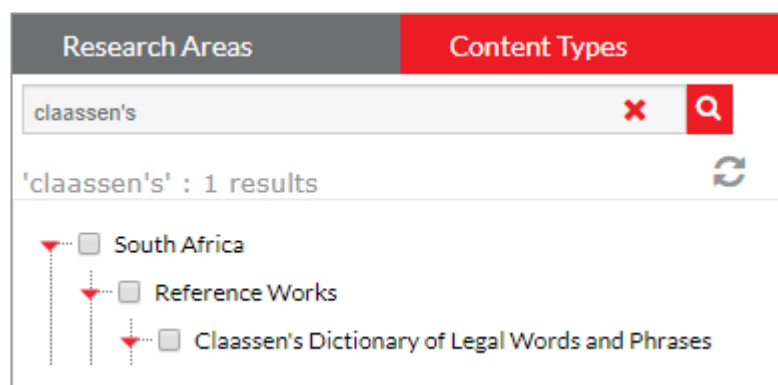 Research Areas Content Types
claassen's
'claassen's' : 1 results
South Africa
Reference Works
Claassen's Dictionary of Legal Words and Phrases